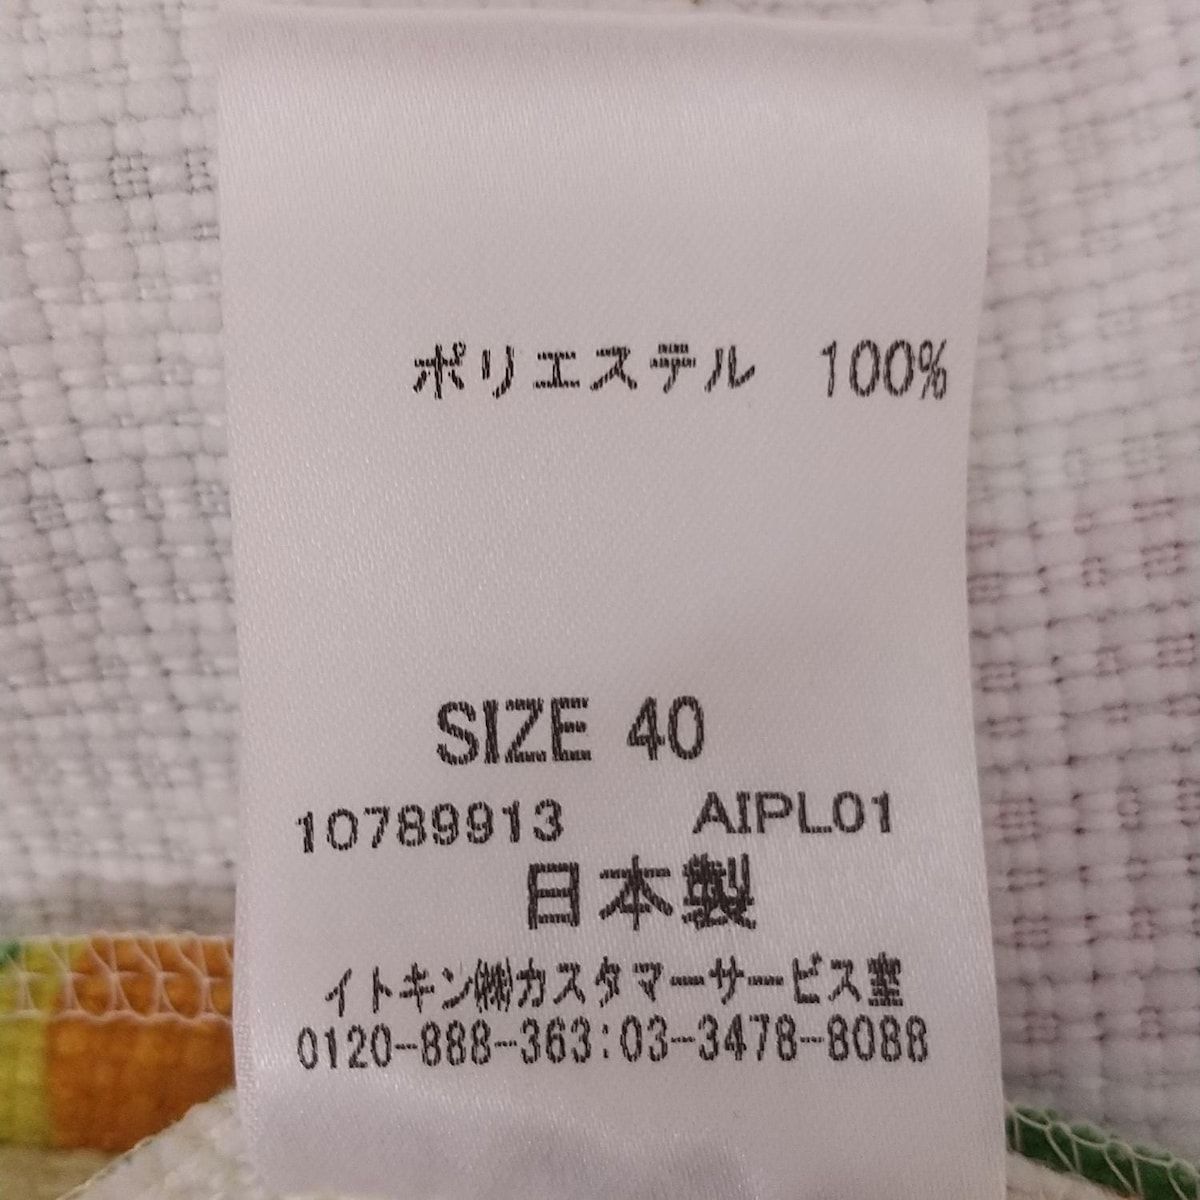 ポリエステル 100%
SIZE 40
10789913 AIPL01
日本製
イトキン㈱カスタマーサービス室
0120-888-363:03-3478-8088